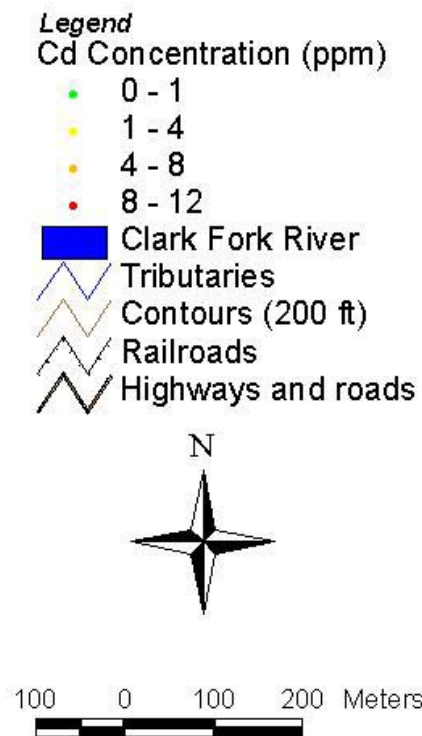 Legend
Cd Concentration (ppm)
0 - 1
1 - 4
4 - 8
8 - 12
Clark Fork River
Tributaries
Contours (200 ft)
Railroads
Highways and roads
N
100 0 100 200 Meters